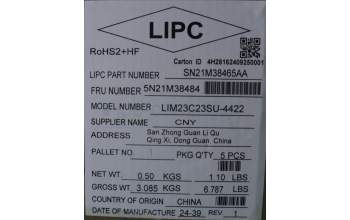 LIPC
RoHS2+HF
Carton ID 4H28162409250001
LIPC PART NUMBER SN21M38465AA
FRU NUMBER 5N21M38484
MODEL NUMBER LIM23C23SU-4422
SUPPLIER NAME CNY
ADDRESS San Zhong Guan Li Qu
Qing Xi, Dong Guan, China
PALLET 1 PKG Q'TY 5 PCS
NET WT. 0.50 KGS 1.10 LBS
GROSS WT 3.085 KGS 6.787 LBS
COUNTRY OF ORIGIN CHINA
DATE OF MANUFACTURE 24-39 REV. 1